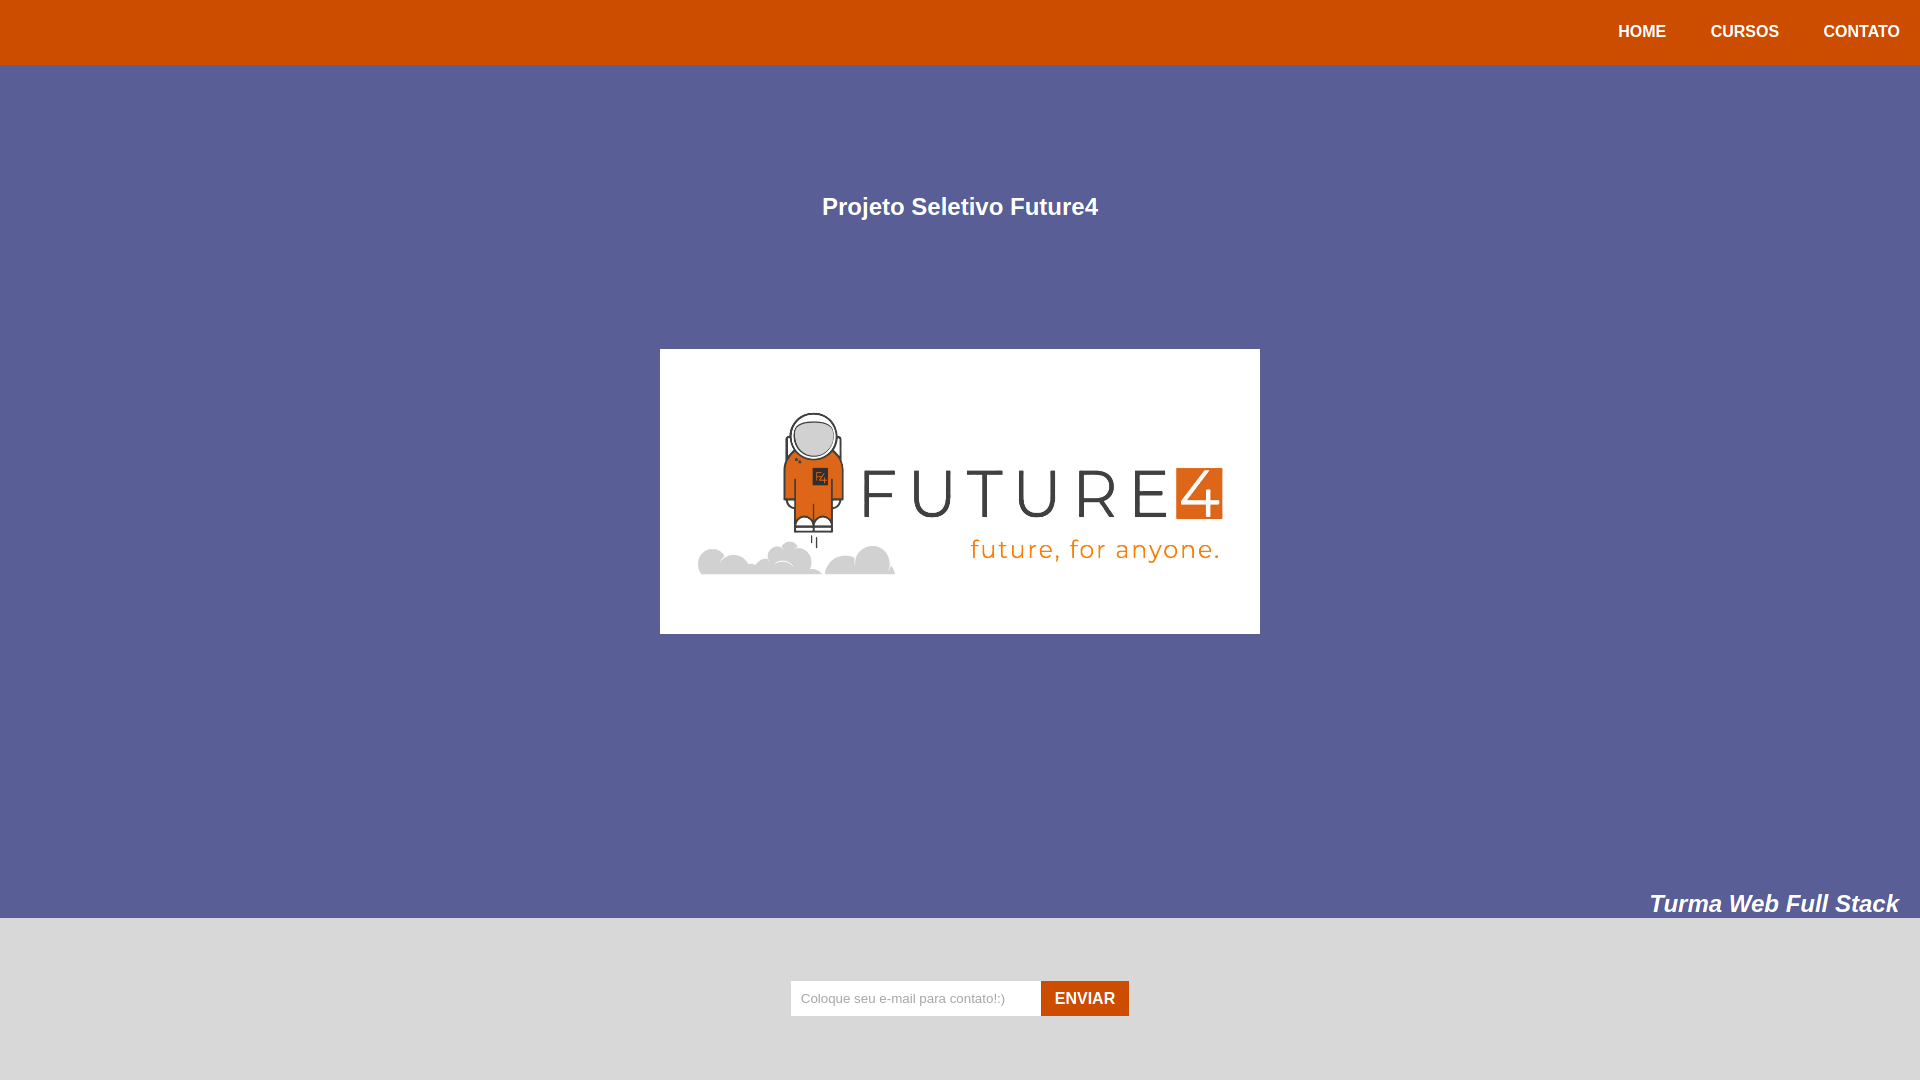 HOME CURSOS CONTATO
Projeto Seletivo Future4
F4
FUTURE4
future, for anyone.
Turma Web Full Stack
Coloque seu e-mail para contato!:) ENVIAR